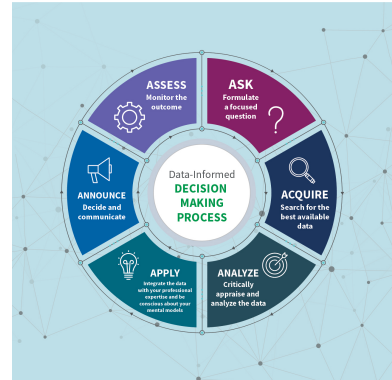 ASSESS
Monitor the
outcome
ASK
Formulate
a focused
question
ANNOUNCE
Decide and
communicate
Data-Informed
DECISION
MAKING
PROCESS
ACQUIRE
Search for the
best available
data
APPLY
Integrate the data
with your professional
expertise and be
conscious about your
mental models
ANALYZE
Critically
appraise and
analyze the data